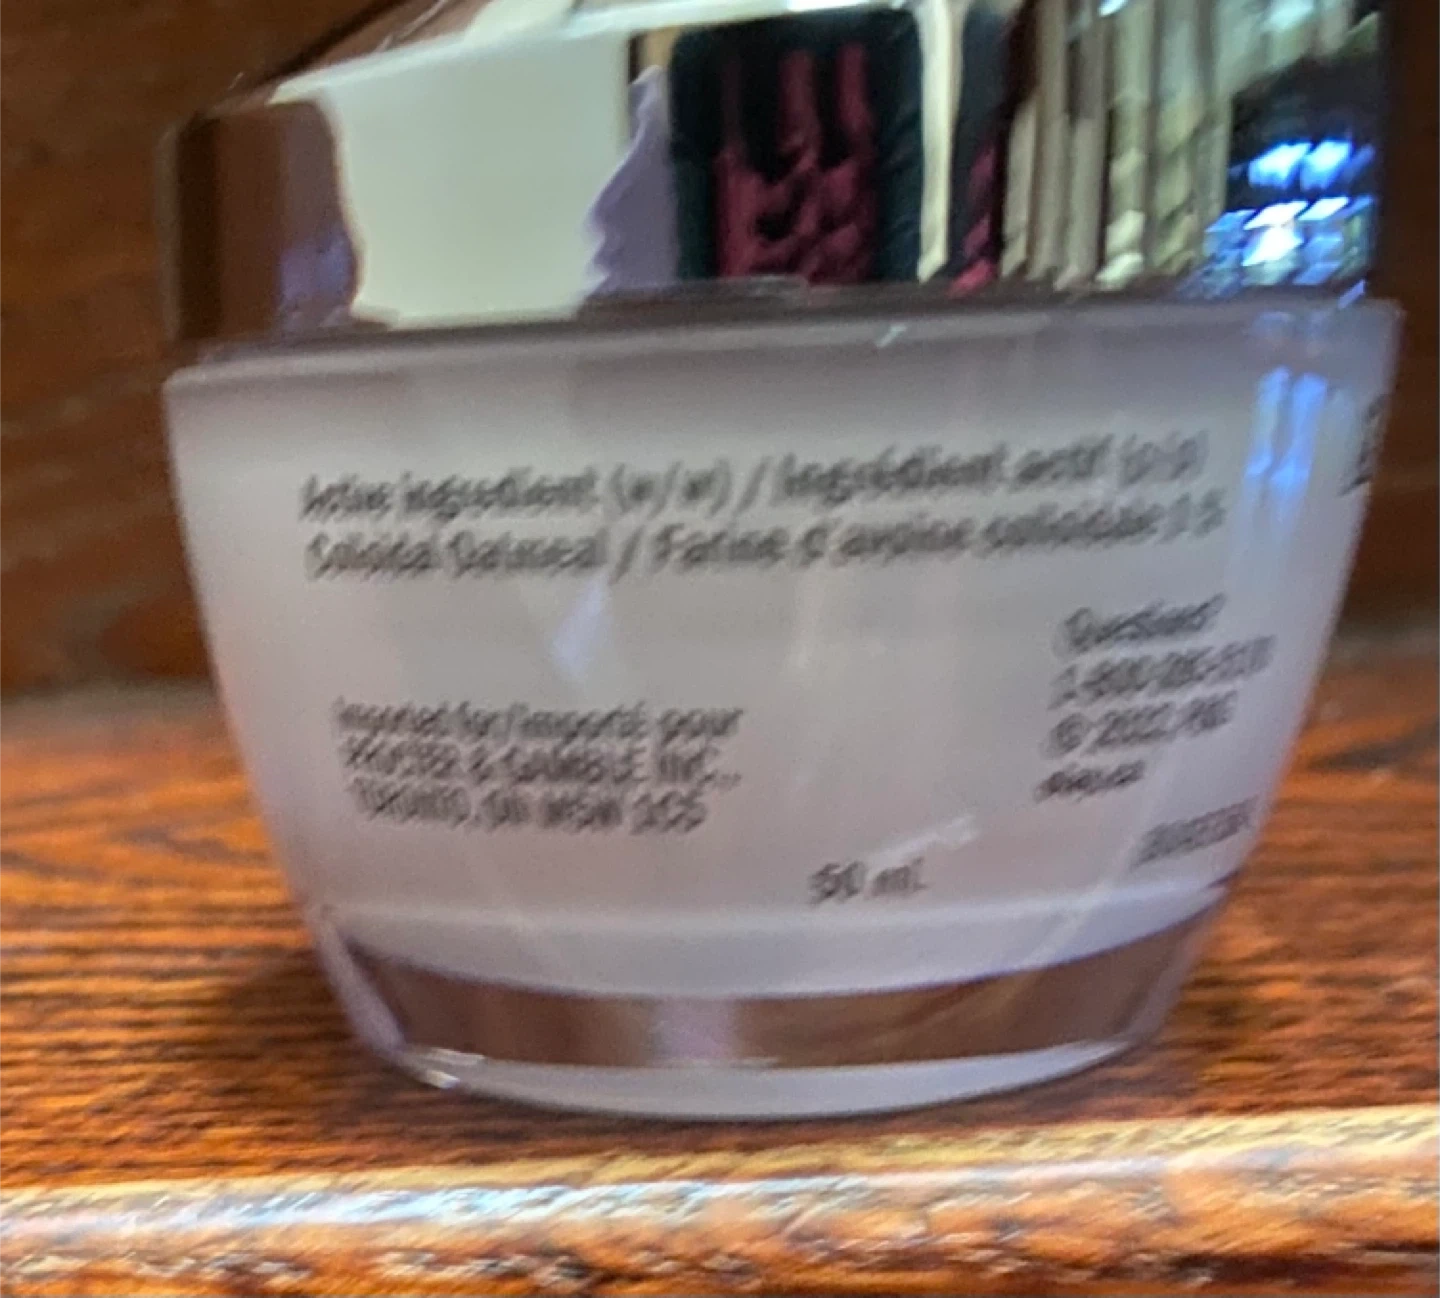 Active ingredient (w/w) / Ingrédient actif (p/p)
Colloidal Oatmeal / Farine d'avoine colloïdale 1 %
Questions?
© 2022, P&G
Imported for/Importé pour
PROCTER & GAMBLE INC.,
TORONTO, ON M5W 1C5
50 mL